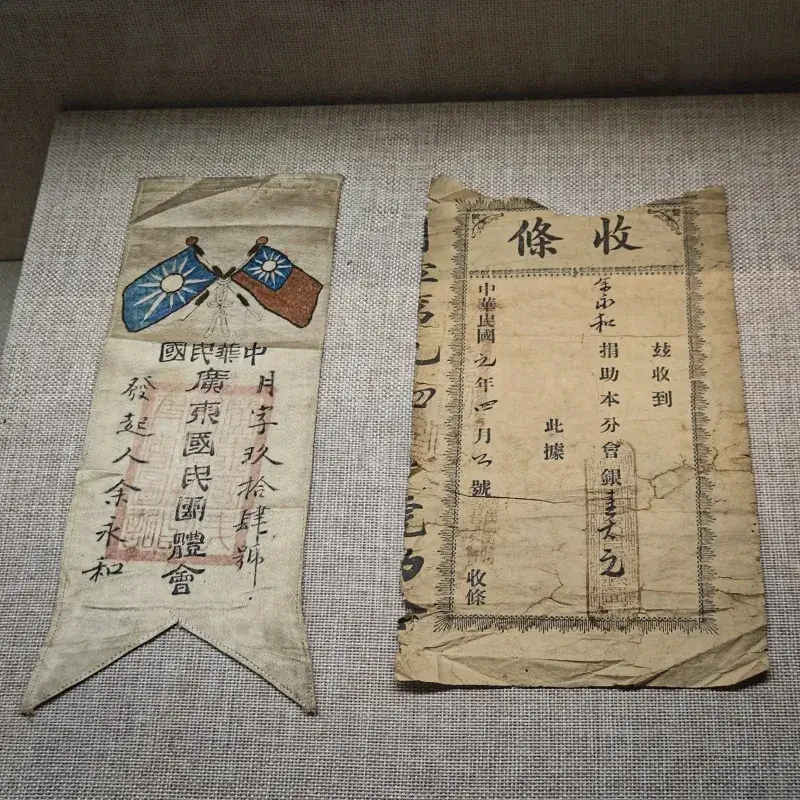 中華民國
月字玖拾肆號
廣東國民團體會
發起人余永和
收條
茲收到
余永和捐助本分會銀壹大元
此據
中華民國元年四月 號
收條